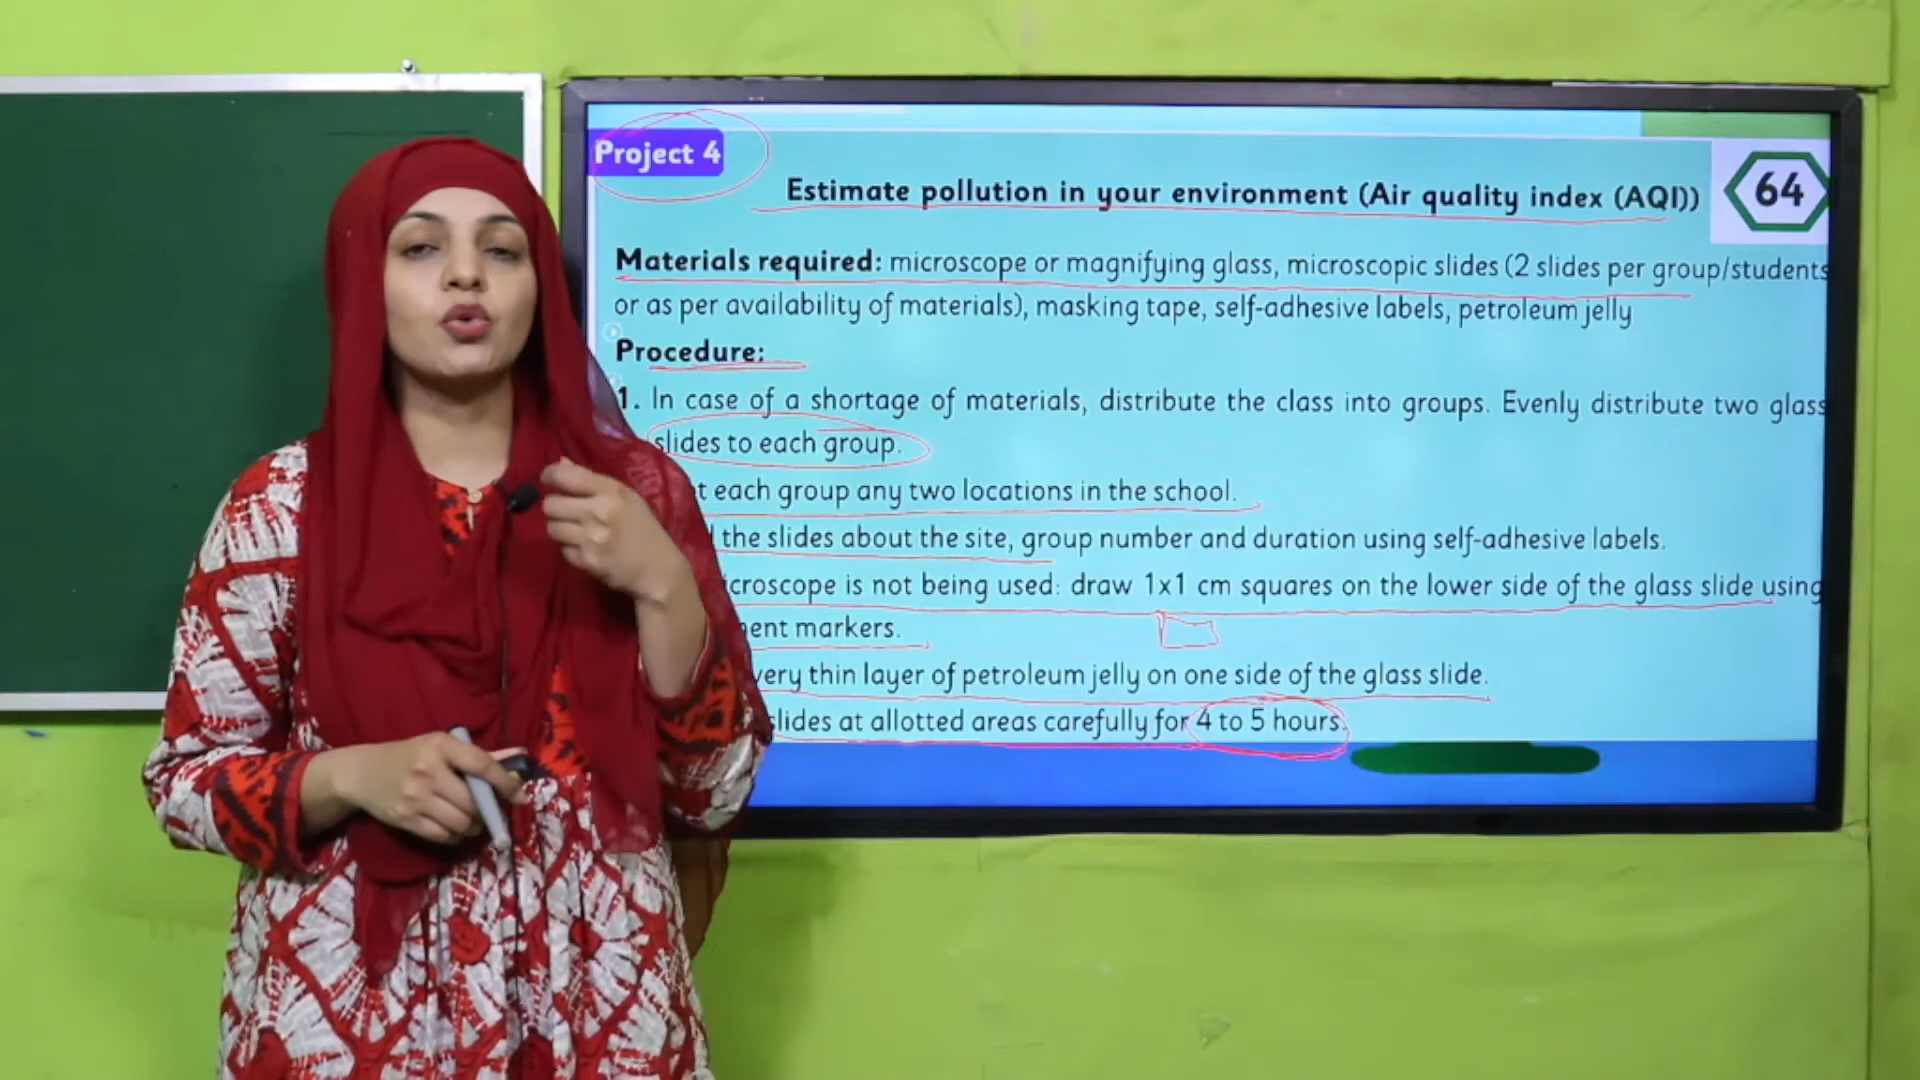 Project 4
Estimate pollution in your environment (Air quality index (AQI))
64
Materials required: microscope or magnifying glass, microscopic slides (2 slides per group/students
or as per availability of materials), masking tape, self-adhesive labels, petroleum jelly
Procedure:
1. In case of a shortage of materials, distribute the class into groups. Evenly distribute two glass
slides to each group.
each group any two locations in the school.
the slides about the site, group number and duration using self-adhesive labels.
is not being used: draw 1x1 cm squares on the lower side of the glass slide using
markers.
very thin layer of petroleum jelly on one side of the glass slide.
slides at allotted areas carefully for 4 to 5 hours.